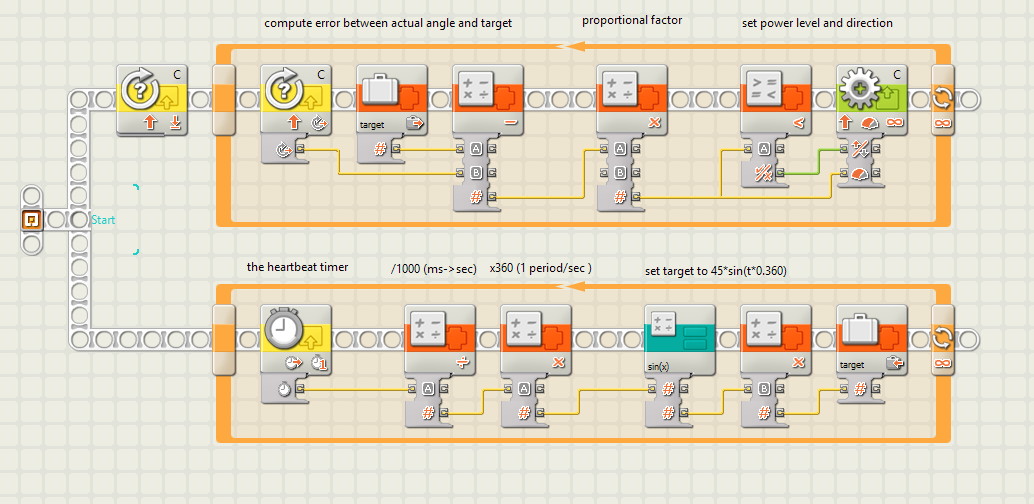 compute error between actual angle and target
proportional factor
set power level and direction
C
C
C
target
#
A
B
#
A
B
#
A
Start
the heartbeat timer
/1000 (ms->sec)
x360 (1 period/sec )
set target to 45*sin(t*0.360)
1
sin(x)
target
A
#
A
#
#
#
B
#
#